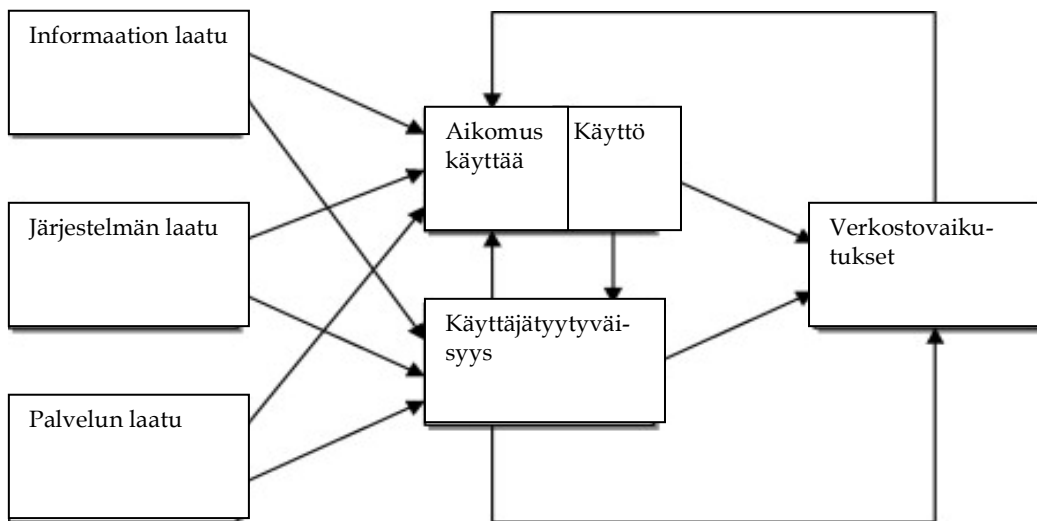 Informaation laatu
Aikomus
käyttää
Käyttö
Järjestelmän laatu
Verkostovaiku-
tukset
Käyttäjätyytyväi-
syys
Palvelun laatu